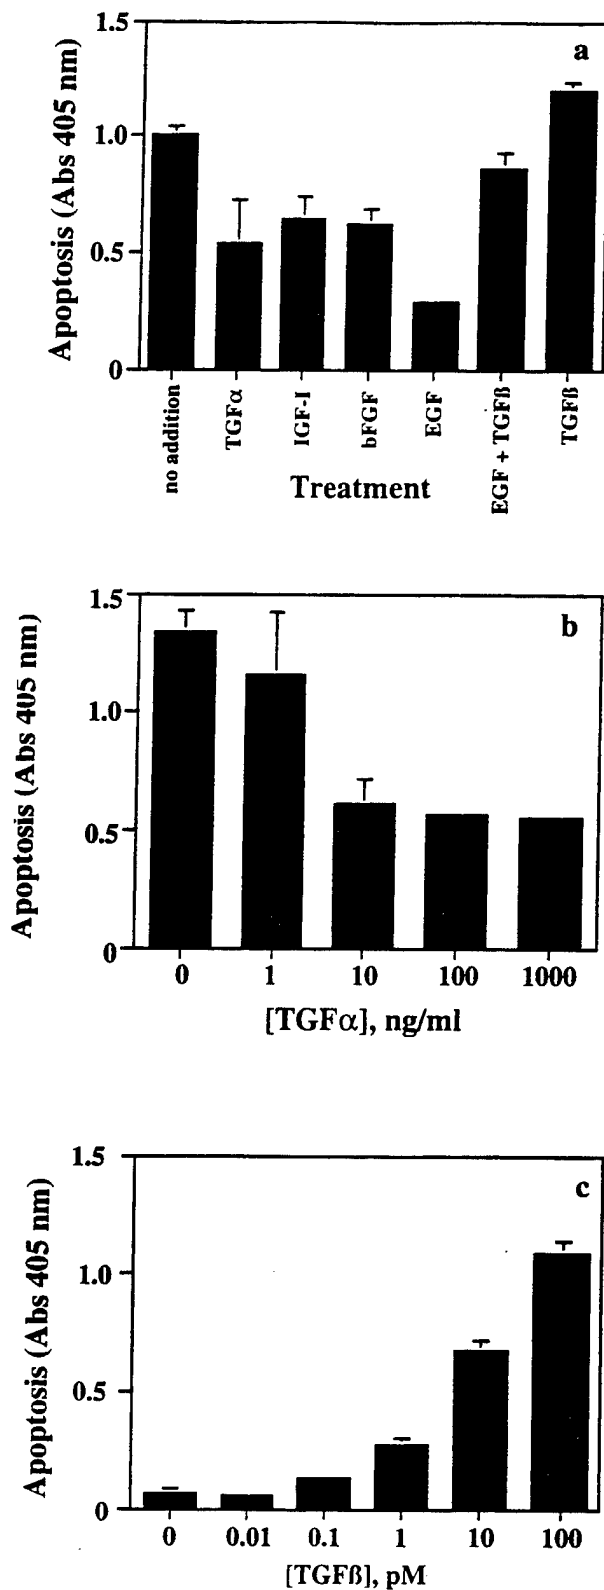 1.5
a
1.0
0.5
0
Apoptosis (Abs 405 nm)
no addition
TGFα
IGF-I
bFGF
EGF
EGF + TGFß
TGFß
Treatment
1.5
b
1.0
0.5
0
Apoptosis (Abs 405 nm)
0 1 10 100 1000
[TGFα], ng/ml
1.5
c
1.0
0.5
0
Apoptosis (Abs 405 nm)
0 0.01 0.1 1 10 100
[TGFß], pM